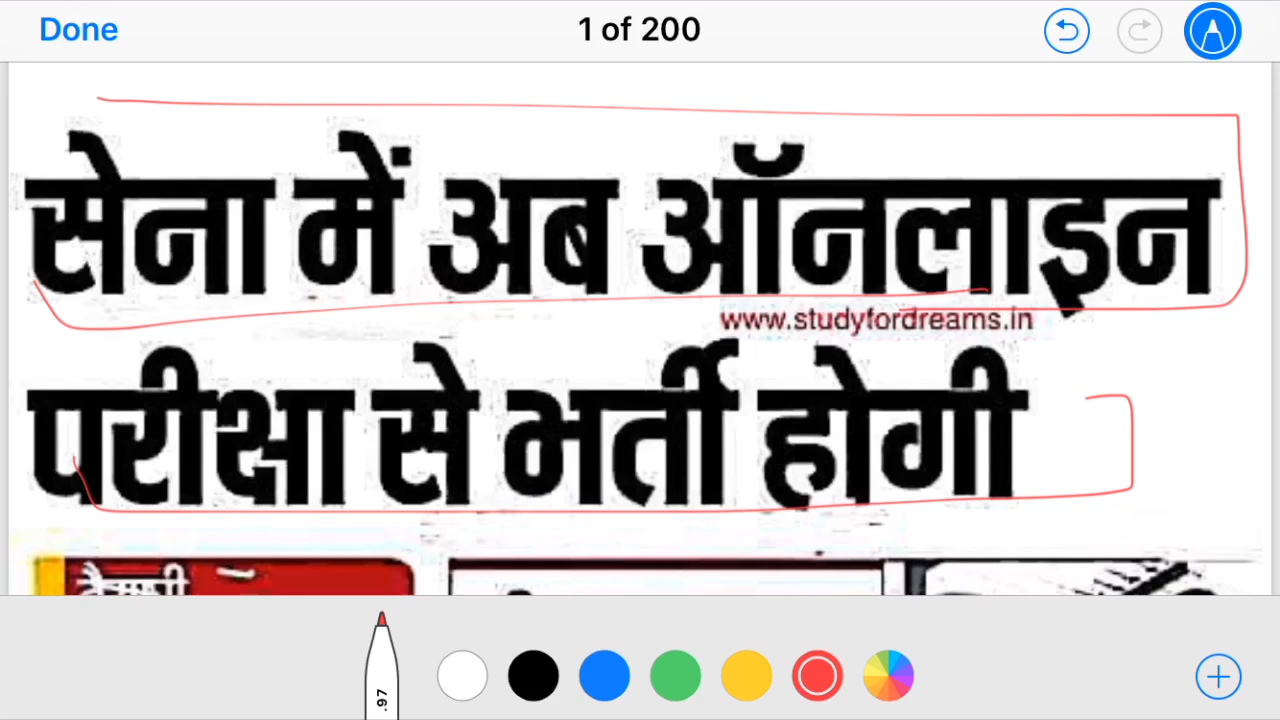 Done
1 of 200
सेना में अब ऑनलाइन
www.studyfordreams.in
परीक्षा से भर्ती होगी
.97